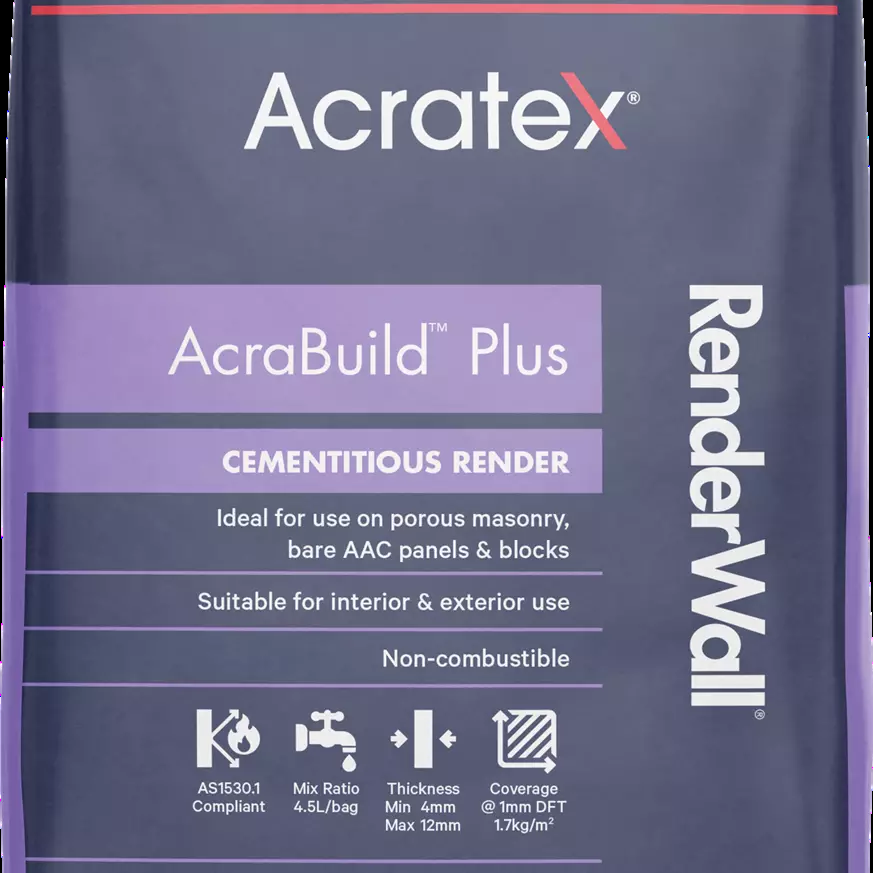 Acratex®
AcraBuild™ Plus
CEMENTITIOUS RENDER
Ideal for use on porous masonry,
bare AAC panels & blocks
Suitable for interior & exterior use
Non-combustible
AS1530.1
Compliant
Mix Ratio
4.5L/bag
Thickness
Min 4mm
Max 12mm
Coverage
@ 1mm DFT
1.7kg/m²
RenderWall®